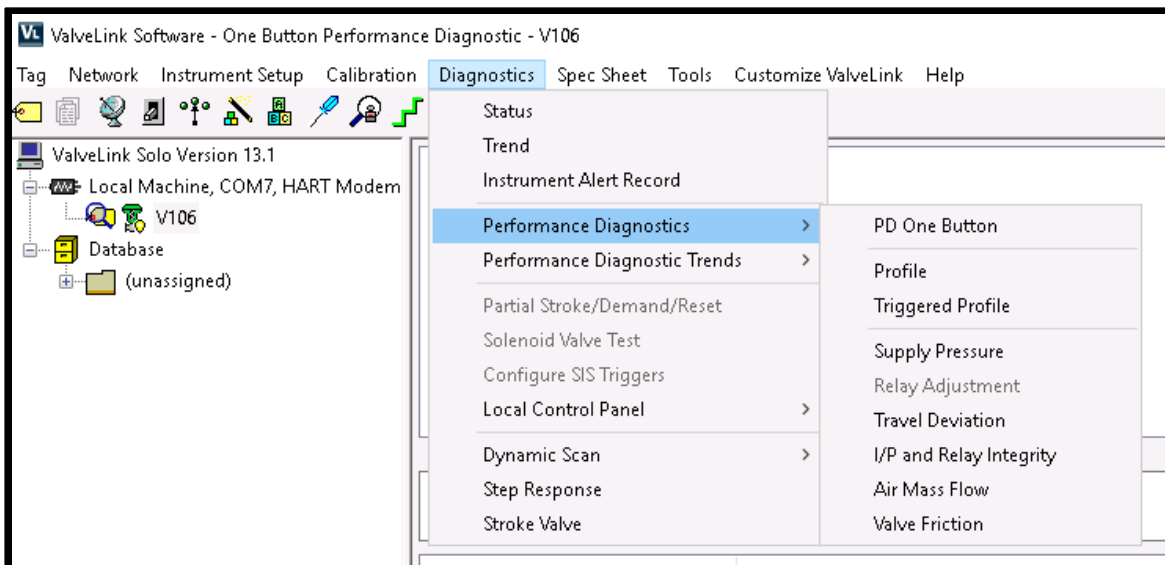 VL ValveLink Software - One Button Performance Diagnostic - V106
Tag Network Instrument Setup Calibration Diagnostics Spec Sheet Tools Customize ValveLink Help
ValveLink Solo Version 13.1
Local Machine, COM7, HART Modem
V106
Database
(unassigned)
Status
Trend
Instrument Alert Record
Performance Diagnostics >
Performance Diagnostic Trends >
Partial Stroke/Demand/Reset
Solenoid Valve Test
Configure SIS Triggers
Local Control Panel >
Dynamic Scan >
Step Response
Stroke Valve
PD One Button
Profile
Triggered Profile
Supply Pressure
Relay Adjustment
Travel Deviation
I/P and Relay Integrity
Air Mass Flow
Valve Friction